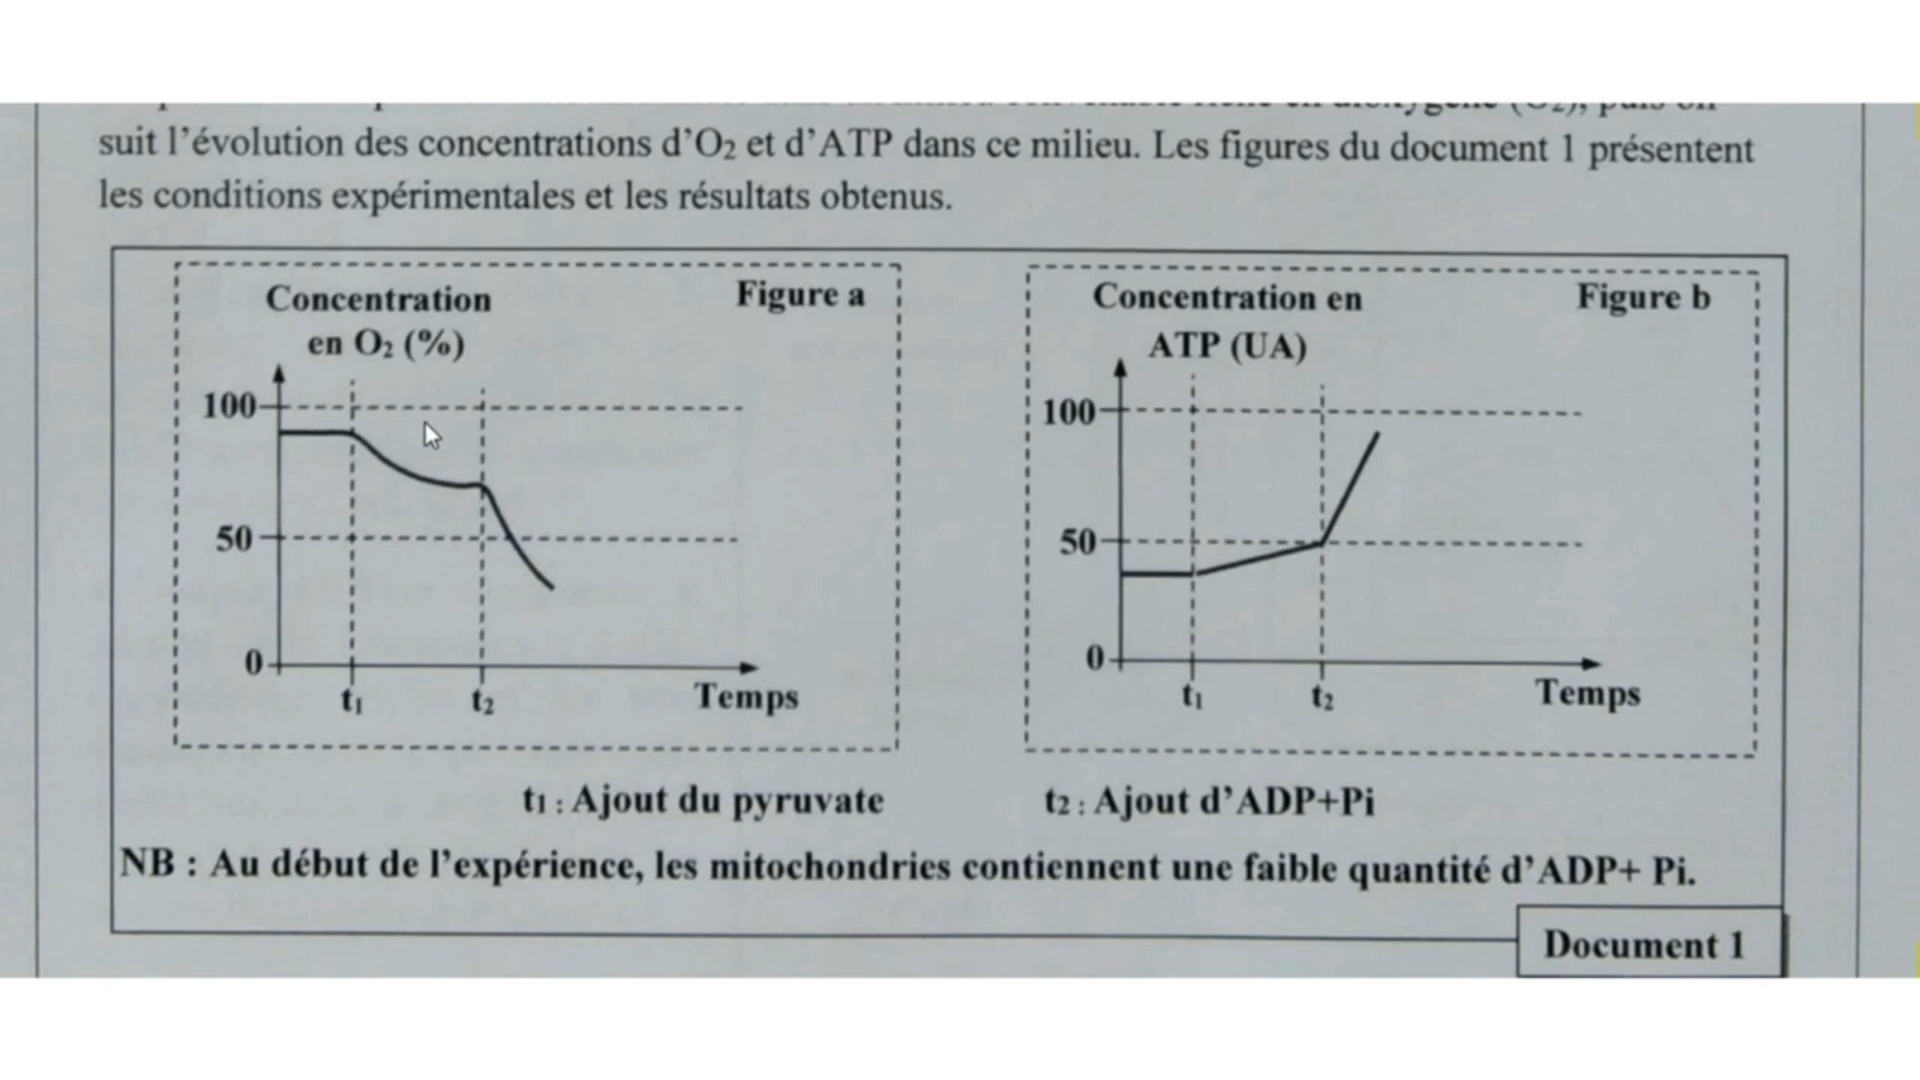 suit l'évolution des concentrations d'O₂ et d'ATP dans ce milieu. Les figures du document 1 présentent
les conditions expérimentales et les résultats obtenus.
Concentration
en O₂ (%)
Figure a
100
50
0
t₁
t₂
Temps
Concentration en
ATP (UA)
Figure b
100
50
0
t₁
t₂
Temps
t₁ : Ajout du pyruvate
t₂ : Ajout d'ADP+Pi
NB : Au début de l'expérience, les mitochondries contiennent une faible quantité d'ADP+ Pi.
Document 1